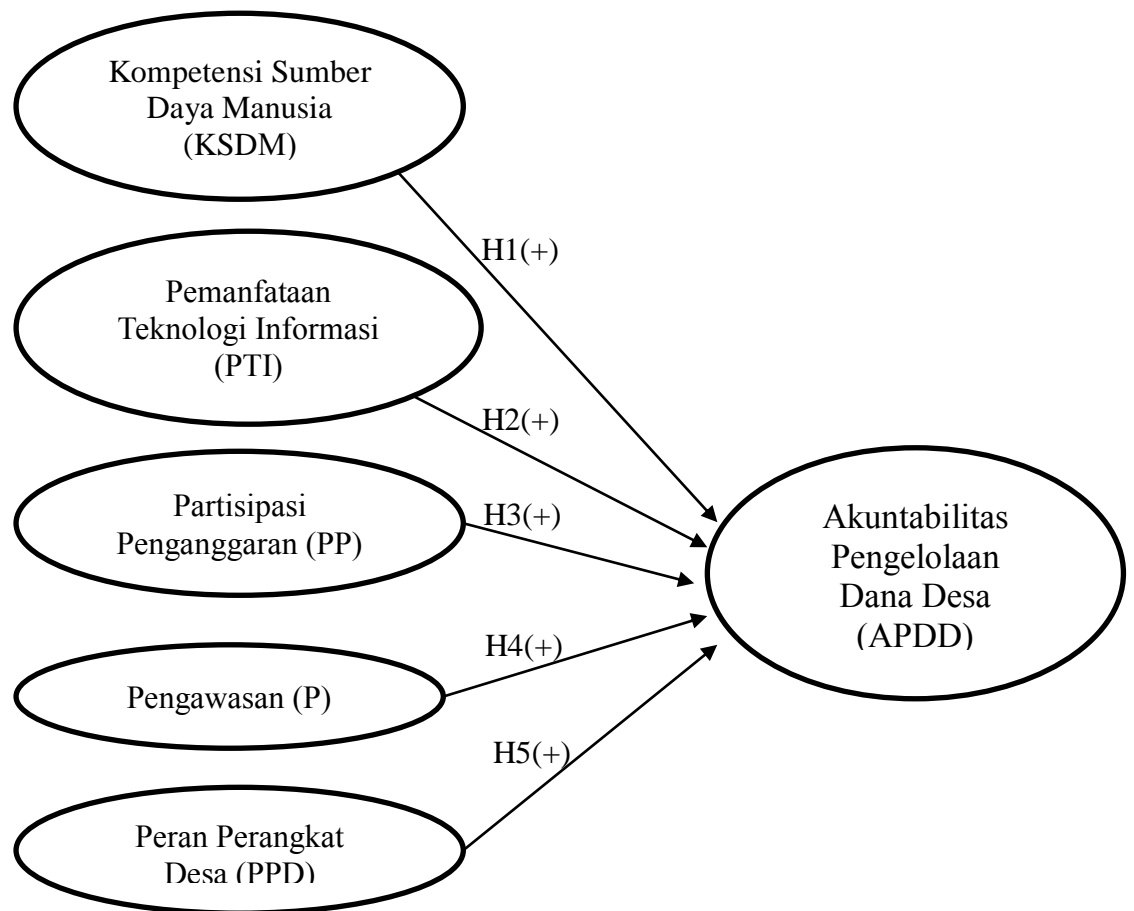 Kompetensi Sumber
Daya Manusia
(KSDM)
H1(+)
Pemanfataan
Teknologi Informasi
(PTI)
H2(+)
Partisipasi
Penganggaran (PP)
H3(+)
Akuntabilitas
Pengelolaan
Dana Desa
(APDD)
H4(+)
Pengawasan (P)
H5(+)
Peran Perangkat
Desa (PPD)